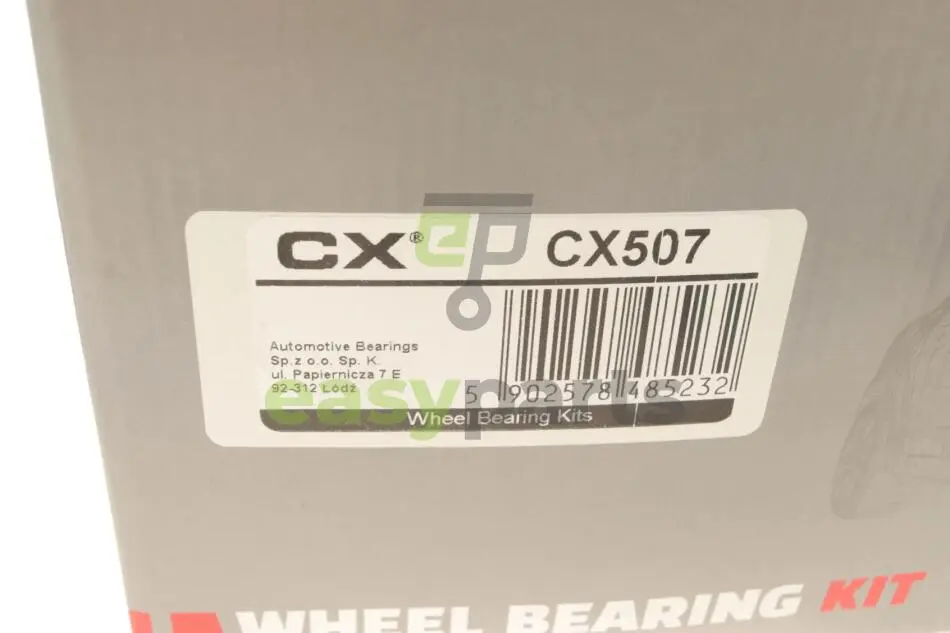 CX® CX507
Automotive Bearings
Sp.z o.o. Sp. K.
ul. Papiernicza 7 E
92-312 Łódź
5 902578 485232
Wheel Bearing Kits
ep
easyparts
WHEEL BEARING KIT